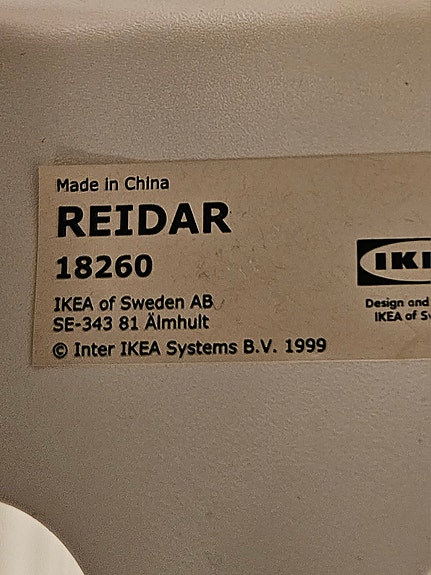 Made in China
REIDAR
18260
IKEA of Sweden AB
SE-343 81 Älmhult
© Inter IKEA Systems B.V. 1999
Design and
IKEA of